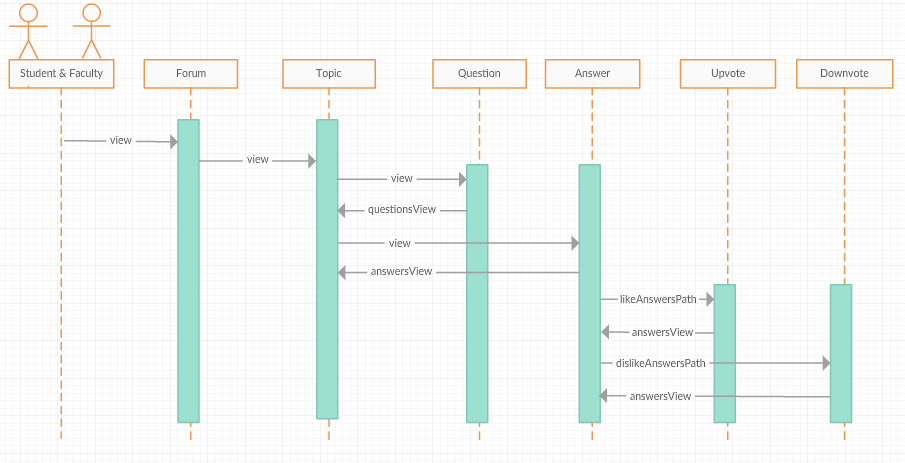 Student & Faculty
Forum
Topic
Question
Answer
Upvote
Downvote
view
view
view
questionsView
view
answersView
likeAnswersPath
answersView
dislikeAnswersPath
answersView